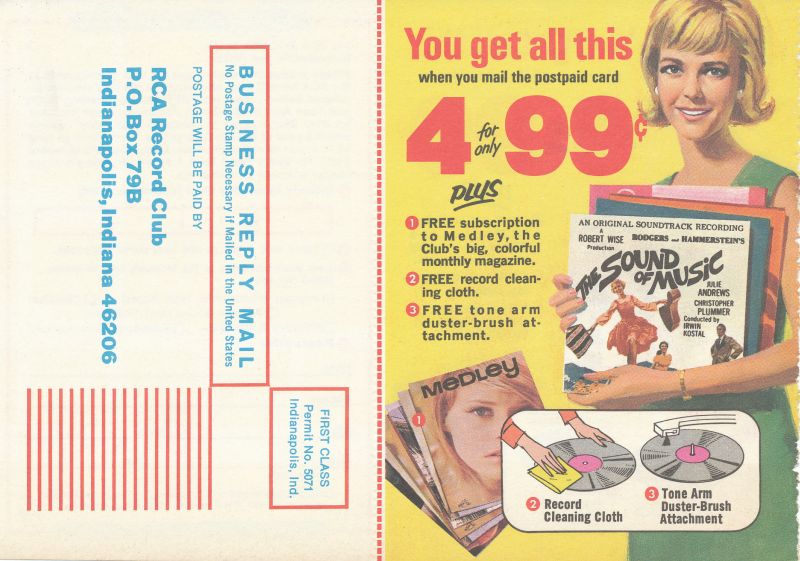 BUSINESS REPLY MAIL
No Postage Stamp Necessary if Mailed in the United States
POSTAGE WILL BE PAID BY
RCA Record Club
P.O. Box 79B
Indianapolis, Indiana 46206
FIRST CLASS
Permit No. 5071
Indianapolis, Ind.
You get all this
when you mail the postpaid card
4 for only 99¢
plus
1 FREE subscription
to Medley, the
Club's big, colorful
monthly magazine.
2 FREE record clean-
ing cloth.
3 FREE tone arm
duster-brush at-
tachment.
AN ORIGINAL SOUNDTRACK RECORDING
A
ROBERT WISE
Production
RODGERS and HAMMERSTEIN'S
THE SOUND
OF MUSIC
JULIE
ANDREWS
CHRISTOPHER
PLUMMER
Conducted by
IRWIN
KOSTAL
MeDLeY
1
2 Record
Cleaning Cloth
3 Tone Arm
Duster-Brush
Attachment